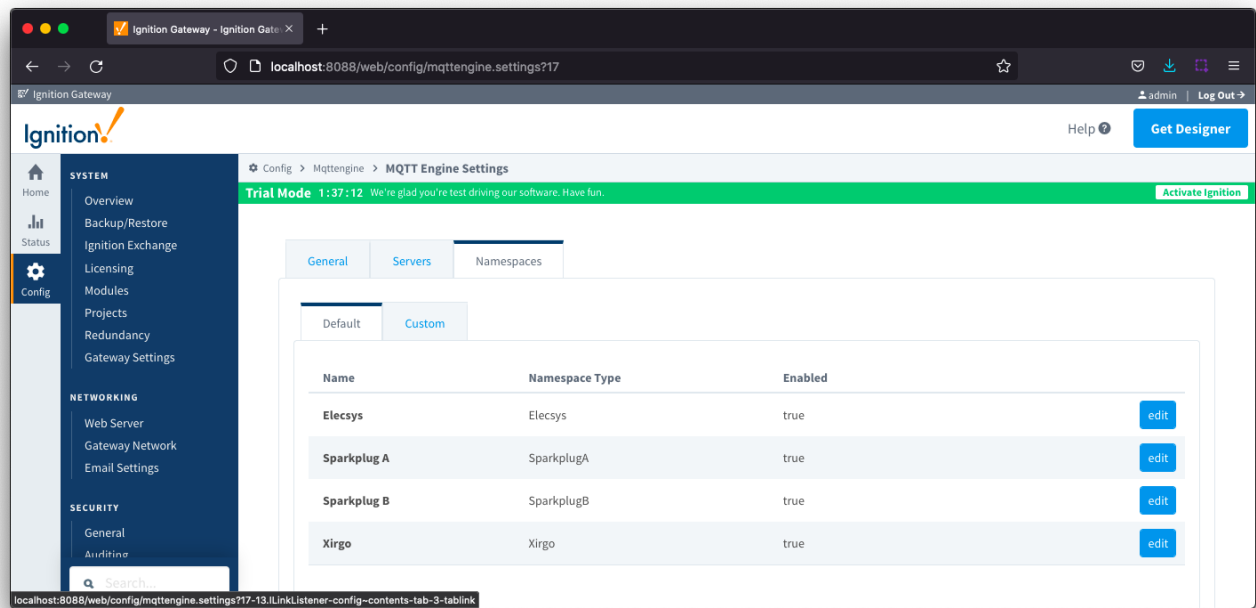 Ignition Gateway - Ignition Gate
localhost:8088/web/config/mqttengine.settings?17
Ignition Gateway
admin | Log Out
Ignition!
Help
Get Designer
Config > Mqttengine > MQTT Engine Settings
Trial Mode 1:37:12 We're glad you're test driving our software. Have fun.
Activate Ignition
Home
Status
Config
SYSTEM
Overview
Backup/Restore
Ignition Exchange
Licensing
Modules
Projects
Redundancy
Gateway Settings
NETWORKING
Web Server
Gateway Network
Email Settings
SECURITY
General
Auditing
Search...
General Servers Namespaces
Default Custom
Name Namespace Type Enabled
Elecsys Elecsys true edit
Sparkplug A SparkplugA true edit
Sparkplug B SparkplugB true edit
Xirgo Xirgo true edit
localhost:8088/web/config/mqttengine.settings?17-13.ILinkListener-config~contents-tab-3-tablink